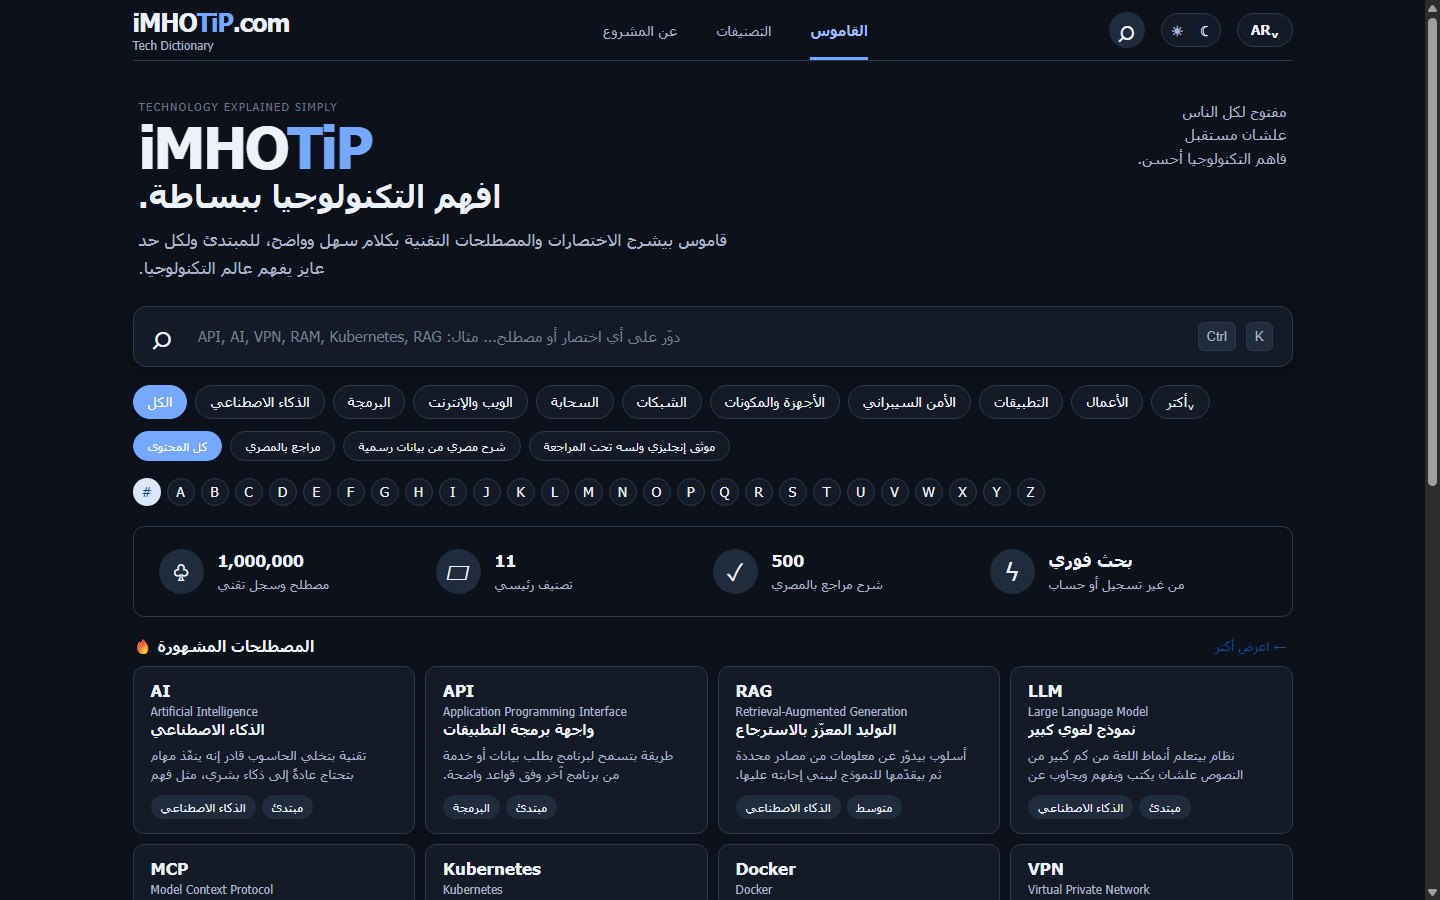 iMHOTiP.com
Tech Dictionary
القاموس
التصنيفات
عن المشروع
AR
TECHNOLOGY EXPLAINED SIMPLY
iMHOTiP
افهم التكنولوجيا ببساطة.
قاموس بيشرح الاختصارات والمصطلحات التقنية بكلام سهل وواضح، للمبتدئ ولكل حد
عايز يفهم عالم التكنولوجيا.
مفتوح لكل الناس
علشان مستقبل
فاهم التكنولوجيا أحسن.
دوّر على أي اختصار أو مصطلح... مثال: API, AI, VPN, RAM, Kubernetes, RAG
Ctrl K
الكل
الذكاء الاصطناعي
البرمجة
الويب والإنترنت
السحابة
الشبكات
الأجهزة والمكونات
الأمن السيبراني
التطبيقات
الأعمال
أكتر
كل المحتوى
مراجع بالمصري
شرح مصري من بيانات رسمية
موثق إنجليزي ولسه تحت المراجعة
# A B C D E F G H I J K L M N O P Q R S T U V W X Y Z
1,000,000
مصطلح وسجل تقني
11
تصنيف رئيسي
500
شرح مراجع بالمصري
بحث فوري
من غير تسجيل أو حساب
المصطلحات المشهورة
اعرض أكتر ←
AI
Artificial Intelligence
الذكاء الاصطناعي
تقنية بتخلي الحاسوب قادر إنه ينفّذ مهام
بتحتاج عادةً إلى ذكاء بشري، مثل فهم
الذكاء الاصطناعي
مبتدئ
API
Application Programming Interface
واجهة برمجة التطبيقات
طريقة بتسمح لبرنامج بطلب بيانات أو خدمة
من برنامج آخر وفق قواعد واضحة.
البرمجة
مبتدئ
RAG
Retrieval-Augmented Generation
التوليد المعزّز بالاسترجاع
أسلوب بيدوّر عن معلومات من مصادر محددة
ثم بيقدّمها للنموذج ليبني إجابته عليها.
الذكاء الاصطناعي
متوسط
LLM
Large Language Model
نموذج لغوي كبير
نظام بيتعلم أنماط اللغة من كم كبير من
النصوص علشان يكتب ويفهم ويجاوب عن
الذكاء الاصطناعي
مبتدئ
MCP
Model Context Protocol
Kubernetes
Kubernetes
Docker
Docker
VPN
Virtual Private Network